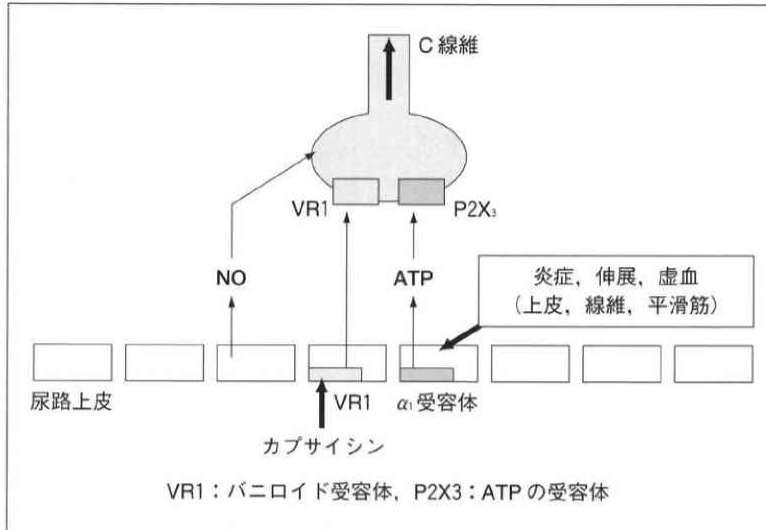 C 線維
VR1
P2X₃
NO
ATP
炎症，伸展，虚血
（上皮，線維，平滑筋）
尿路上皮
VR1
α₁ 受容体
カプサイシン
VR1：バニロイド受容体，P2X3：ATP の受容体